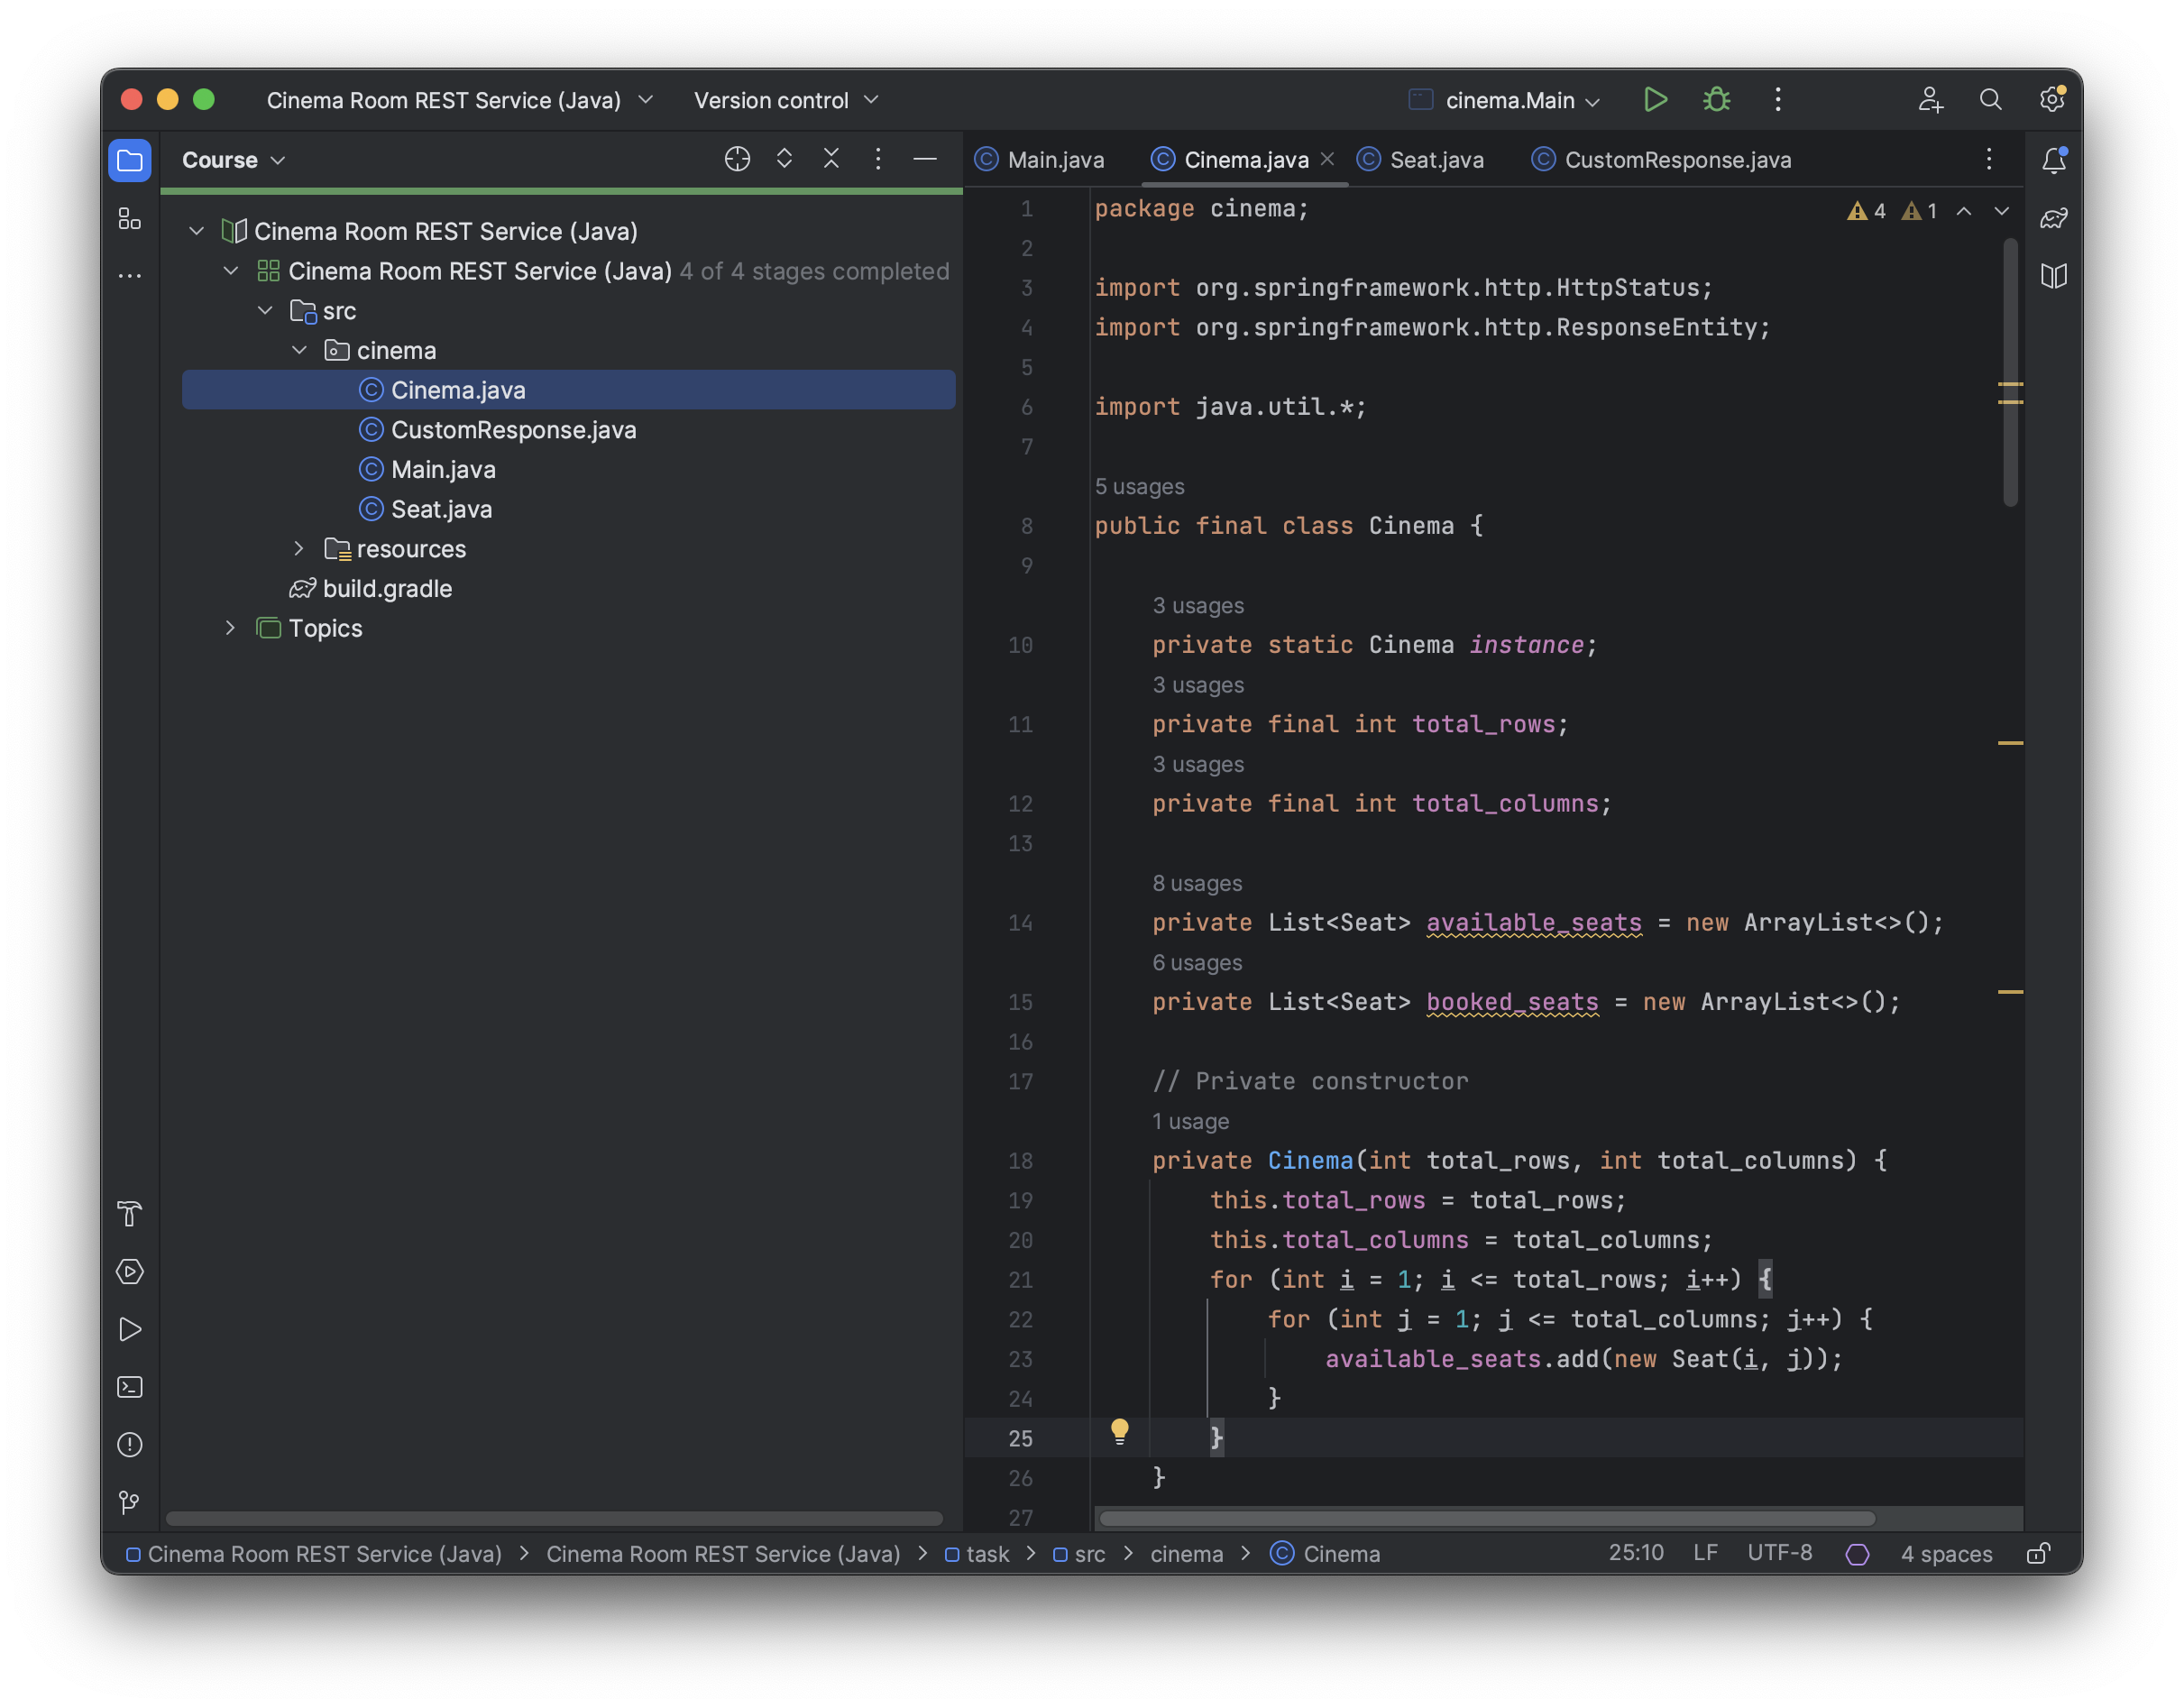 Cinema Room REST Service (Java)
Version control
cinema.Main
Course
Cinema Room REST Service (Java)
Cinema Room REST Service (Java) 4 of 4 stages completed
src
cinema
Cinema.java
CustomResponse.java
Main.java
Seat.java
resources
build.gradle
Topics
Main.java
Cinema.java
Seat.java
CustomResponse.java
4 1
1 package cinema;
2
3 import org.springframework.http.HttpStatus;
4 import org.springframework.http.ResponseEntity;
5
6 import java.util.*;
7
5 usages
8 public final class Cinema {
9
3 usages
10 private static Cinema instance;
3 usages
11 private final int total_rows;
3 usages
12 private final int total_columns;
13
8 usages
14 private List<Seat> available_seats = new ArrayList<>();
6 usages
15 private List<Seat> booked_seats = new ArrayList<>();
16
17 // Private constructor
1 usage
18 private Cinema(int total_rows, int total_columns) {
19 this.total_rows = total_rows;
20 this.total_columns = total_columns;
21 for (int i = 1; i <= total_rows; i++) {
22 for (int j = 1; j <= total_columns; j++) {
23 available_seats.add(new Seat(i, j));
24 }
25 }
26 }
27
Cinema Room REST Service (Java) > Cinema Room REST Service (Java) > task > src > cinema > Cinema
25:10 LF UTF-8 4 spaces